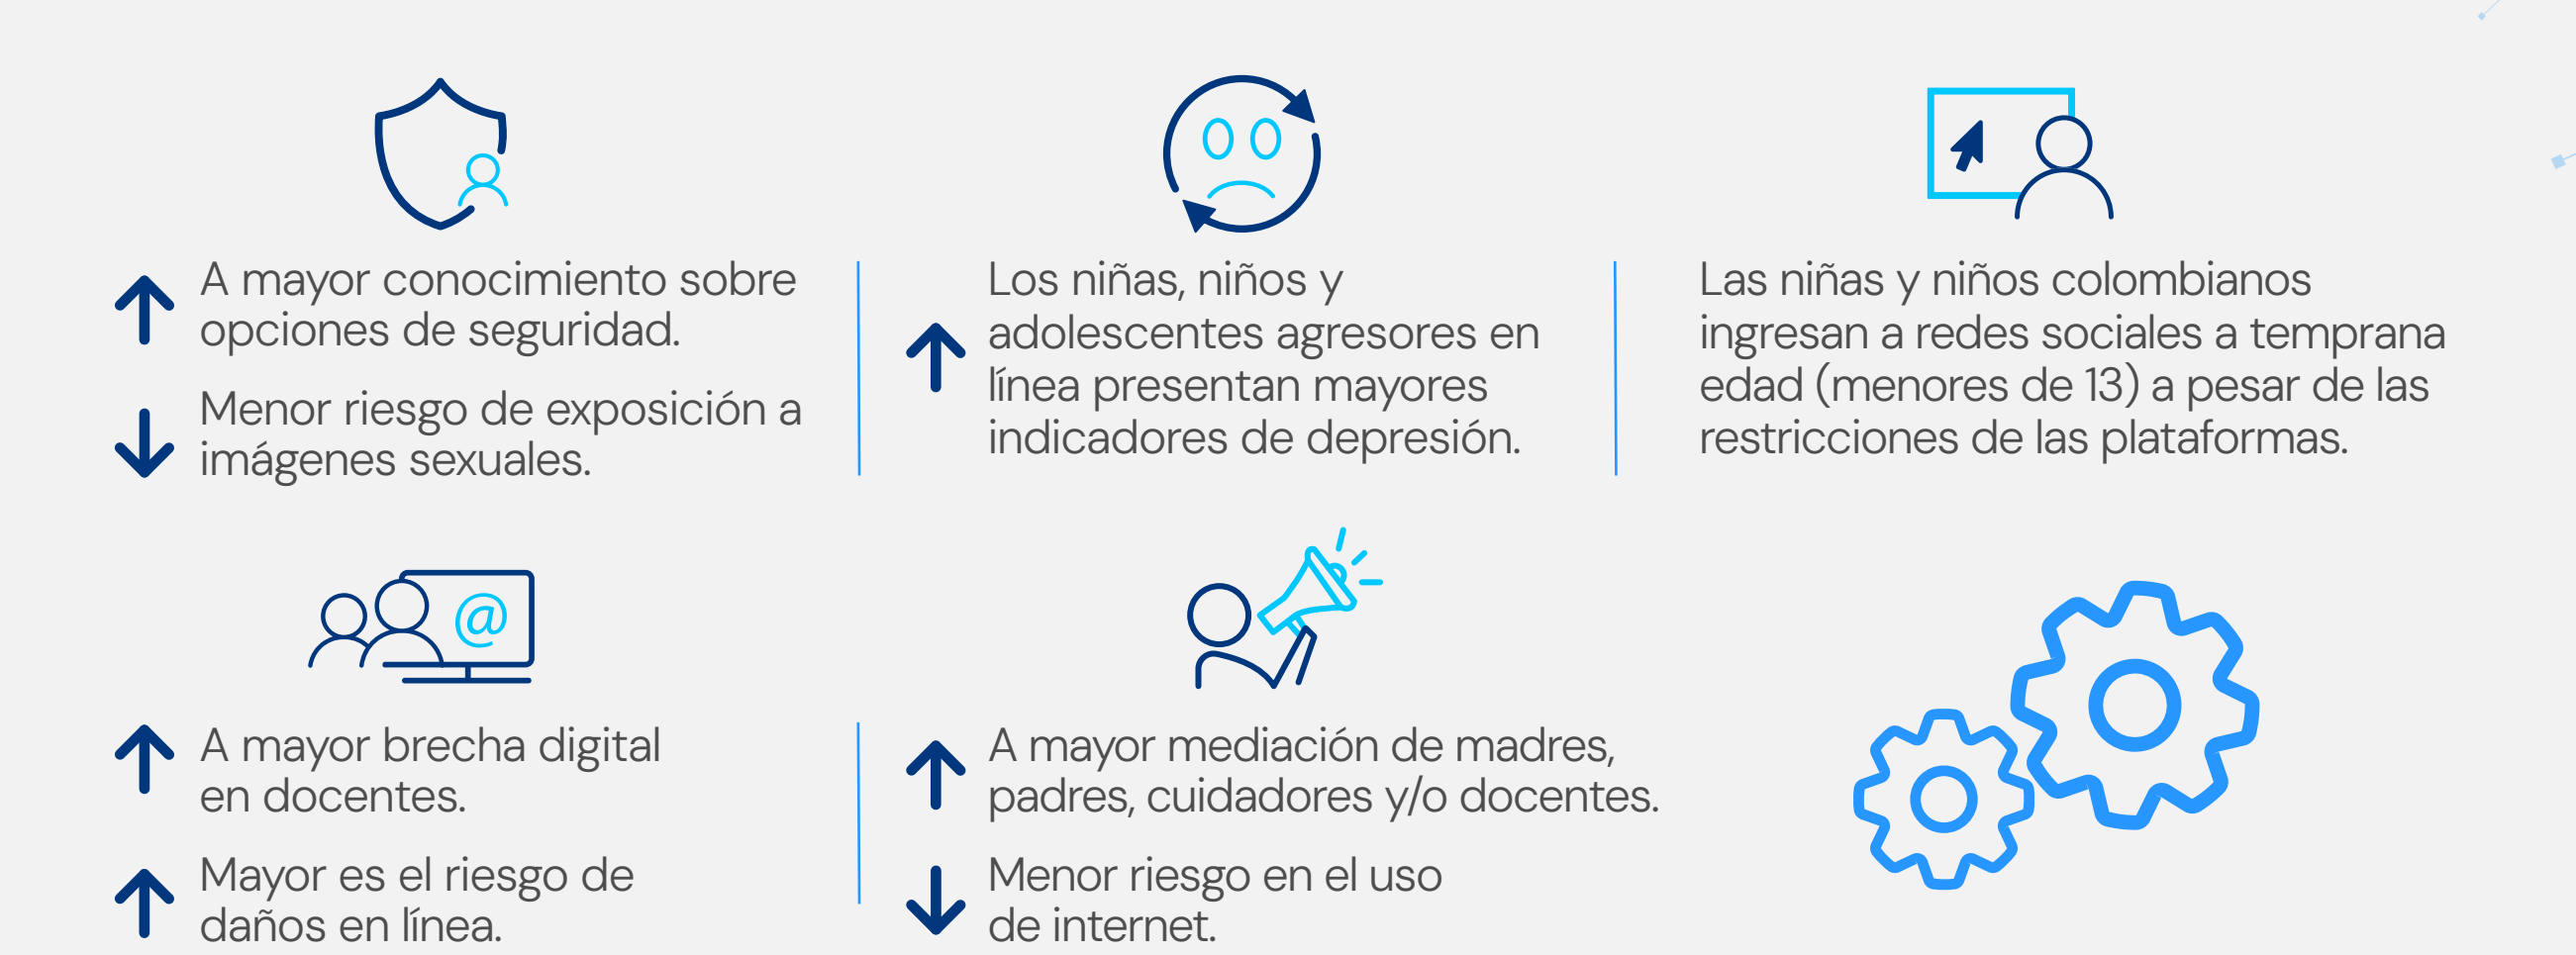 A mayor conocimiento sobre
opciones de seguridad.
Menor riesgo de exposición a
imágenes sexuales.
Los niñas, niños y
adolescentes agresores en
línea presentan mayores
indicadores de depresión.
Las niñas y niños colombianos
ingresan a redes sociales a temprana
edad (menores de 13) a pesar de las
restricciones de las plataformas.
@
A mayor brecha digital
en docentes.
Mayor es el riesgo de
daños en línea.
A mayor mediación de madres,
padres, cuidadores y/o docentes.
Menor riesgo en el uso
de internet.